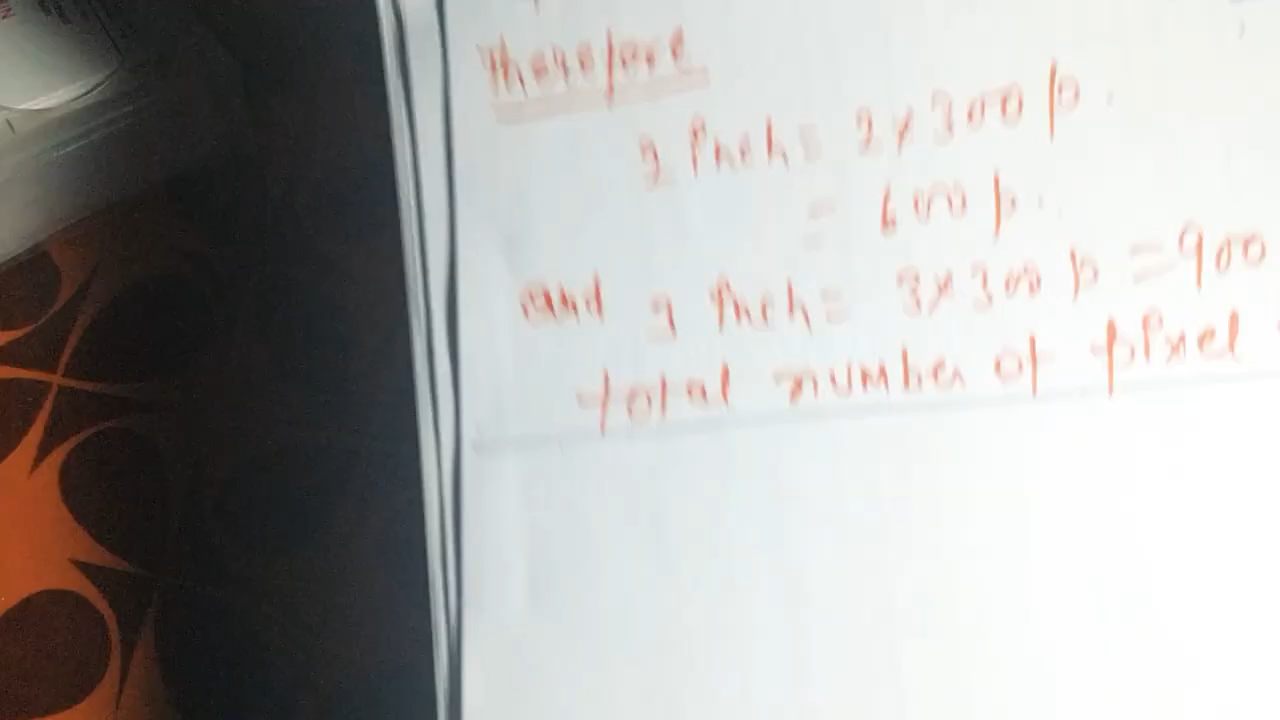 Therefore
2 inch = 2 × 300 p.
= 600 p.
and 3 inch = 3 × 300 p = 900
total number of pixel